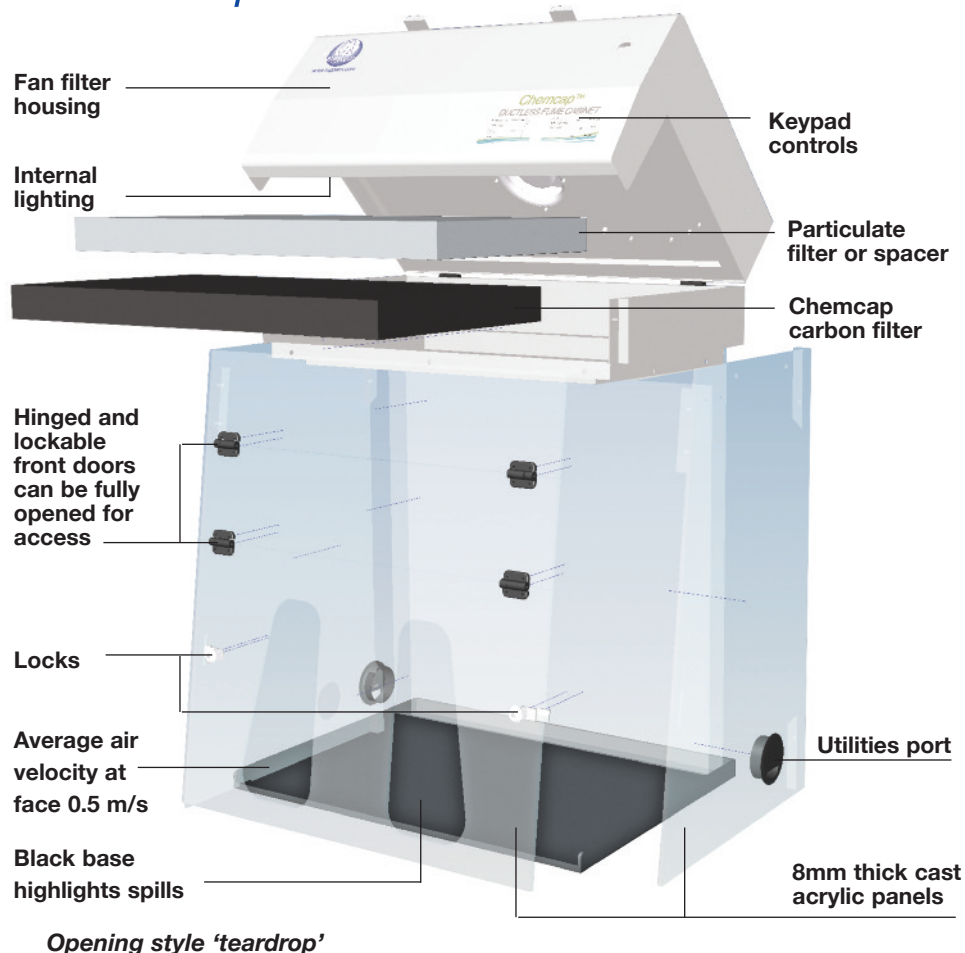 Fan filter
housing
Chemcap™
DUCTLESS FUME CABINET
Keypad
controls
Internal
lighting
Particulate
filter or spacer
Chemcap
carbon filter
Hinged and
lockable
front doors
can be fully
opened for
access
Locks
Average air
velocity at
face 0.5 m/s
Utilities port
Black base
highlights spills
8mm thick cast
acrylic panels
Opening style ‘teardrop’